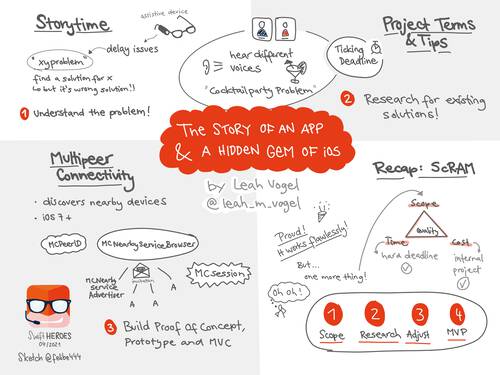 Storytime
assistive device
delay issues
"xy problem"
find a solution for x
↳ but it's wrong solution!!
1 Understand the problem!
hear different
voices
"Cocktailparty Problem"
Ticking
Deadline
Project Terms
& Tips
2 Research for existing
solutions!
THE STORY OF AN APP
& A HIDDEN GEM OF iOS
by Leah Vogel
@leah_m_vogel
Multipeer
Connectivity
• discovers nearby devices
• iOS 7+
MCPeerID
MCNearbyServiceBrowser
MCNearby
Service
Advertiser
invitation
A
A
A
A
MCSession
3 Build Proof of Concept,
Prototype and MVC
Swift
HEROES
04/2021
Sketch @fabba444
Recap: ScRAM
Scope
Quality
Time
hard deadline
Cost
internal
project
Proud!
It works flawlessly!
But...
one more thing!
Oh oh!
1 2 3 4
Scope Research Adjust MVP